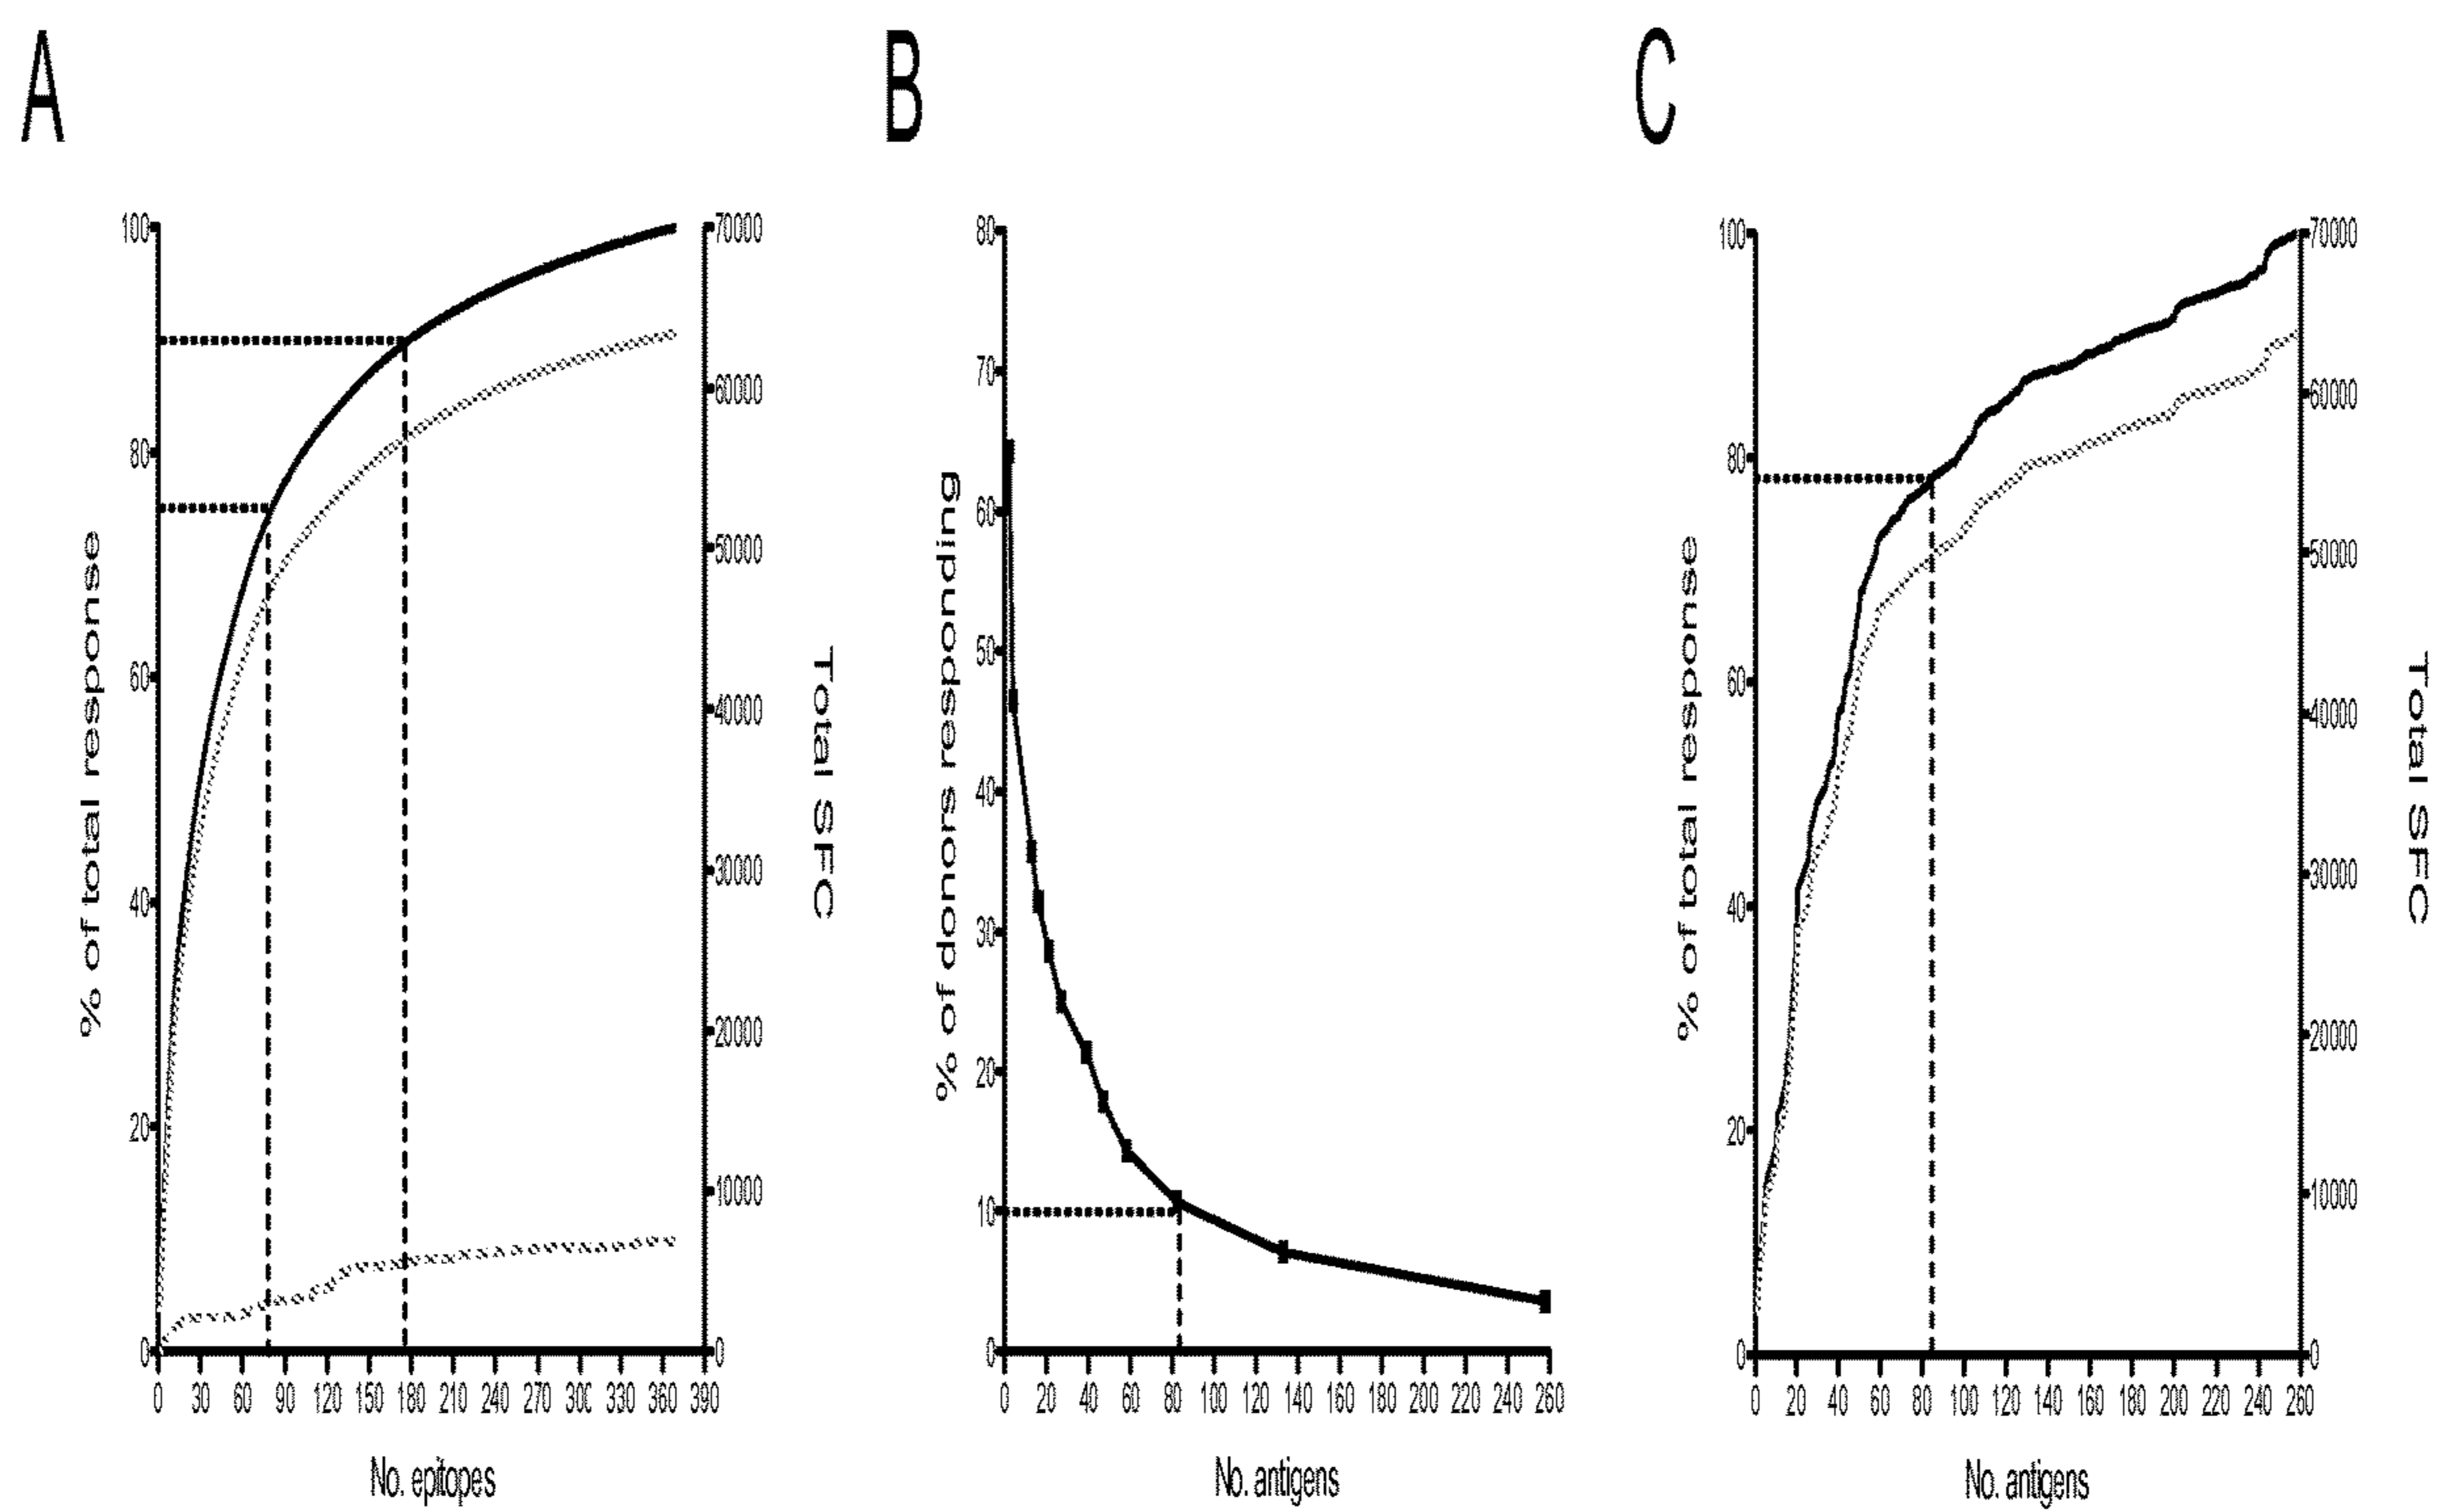 A
B
C
% of total response
100
80
60
40
20
0
70000
60000
50000
40000
30000
20000
10000
0
Total SFC
0 30 60 90 120 150 180 210 240 270 300 330 360 390
No. epitopes
% of donors responding
80
70
60
50
40
30
20
10
0
0 20 40 60 80 100 120 140 160 180 200 220 240 260
No. antigens
% of total response
100
80
60
40
20
0
70000
60000
50000
40000
30000
20000
10000
0
Total SFC
0 20 40 60 80 100 120 140 160 180 200 220 240 260
No. antigens